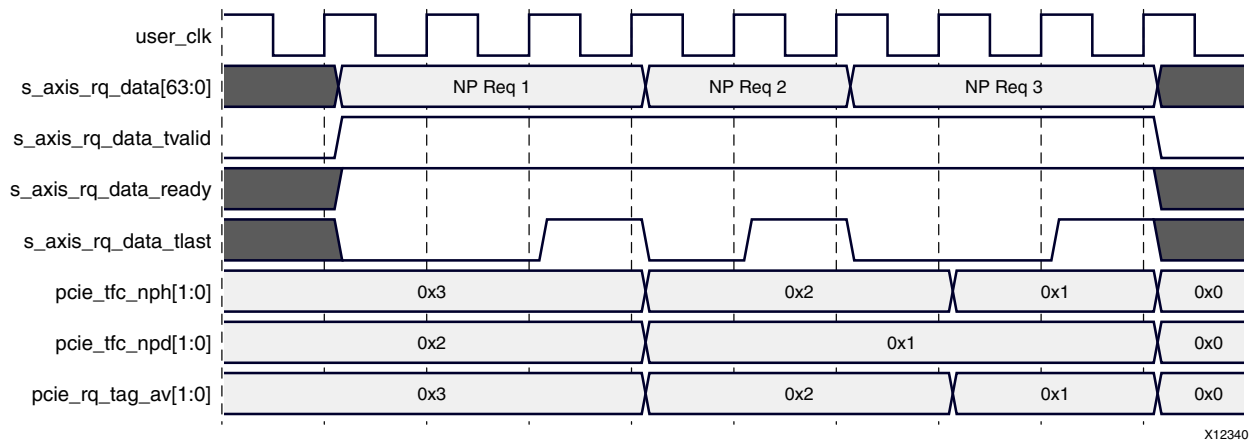 user_clk
s_axis_rq_data[63:0] NP Req 1 NP Req 2 NP Req 3
s_axis_rq_data_tvalid
s_axis_rq_data_ready
s_axis_rq_data_tlast
pcie_tfc_nph[1:0] 0x3 0x2 0x1 0x0
pcie_tfc_npd[1:0] 0x2 0x1 0x0
pcie_rq_tag_av[1:0] 0x3 0x2 0x1 0x0
X12340